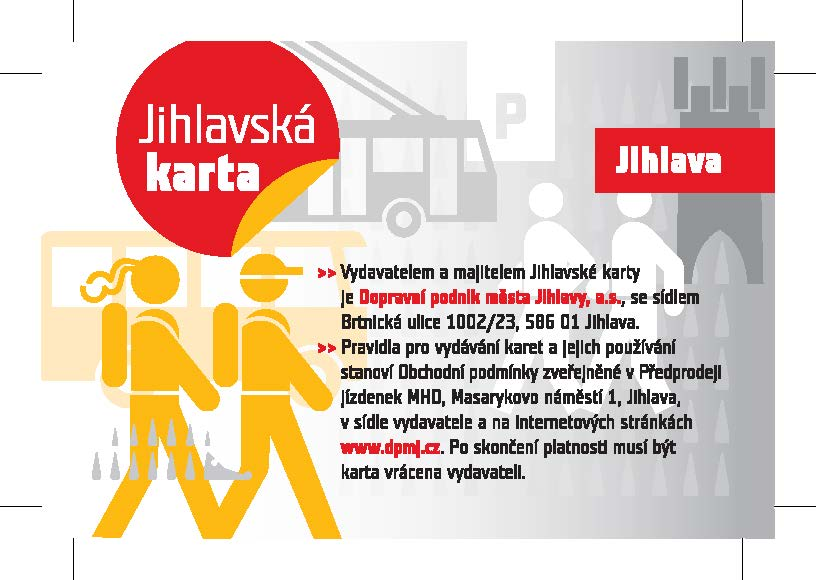 Jihlavská
karta
P
Jihlava
>> Vydavatelem a majitelem Jihlavské karty
je Dopravní podnik města Jihlavy, a.s., se sídlem
Brtnická ulice 1002/23, 586 01 Jihlava.
>> Pravidla pro vydávání karet a jejich používání
stanoví Obchodní podmínky zveřejněné v Předprodeji
jízdenek MHD, Masarykovo náměstí 1, Jihlava,
v sídle vydavatele a na internetových stránkách
www.dpmj.cz. Po skončení platnosti musí být
karta vrácena vydavateli.